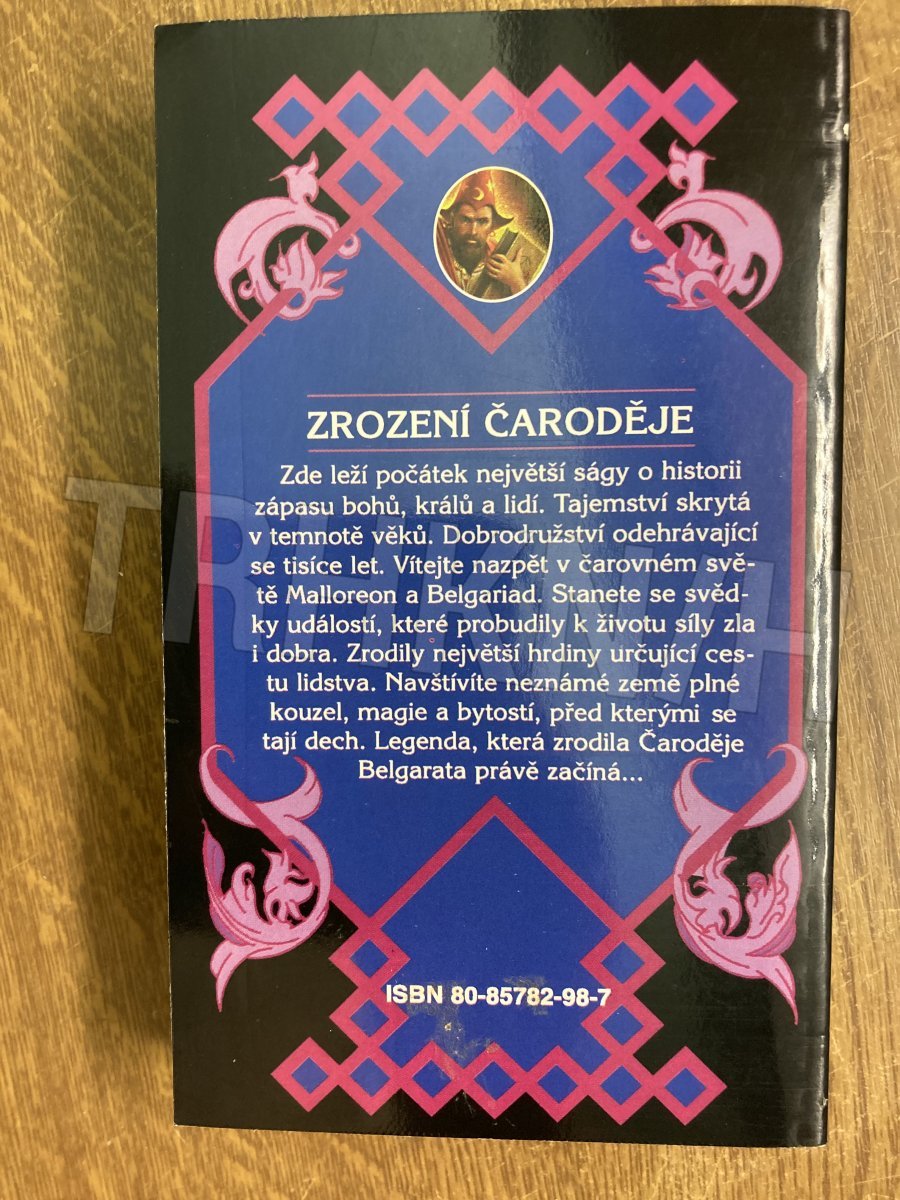 ZROZENÍ ČARODĚJE
Zde leží počátek největší ságy o historii
zápasu bohů, králů a lidí. Tajemství skrytá
v temnotě věků. Dobrodružství odehrávající
se tisíce let. Vítejte nazpět v čarovném svě-
tě Malloreon a Belgariad. Stanete se svěd-
ky událostí, které probudily k životu síly zla
i dobra. Zrodily největší hrdiny určující ces-
tu lidstva. Navštívíte neznámé země plné
kouzel, magie a bytostí, před kterými se
tají dech. Legenda, která zrodila Čaroděje
Belgarata právě začíná...
ISBN 80-85782-98-7
TRHKNIH